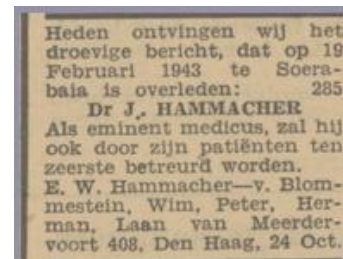 Heden ontvingen wij het
droevige bericht, dat op 19
Februari 1943 te Soera-
baia is overleden: 285
Dr J. HAMMACHER
Als eminent medicus, zal hij
ook door zijn patiënten ten
zeerste betreurd worden.
E. W. Hammacher—v. Blom-
mestein, Wim, Peter, Her-
man, Laan van Meerder-
voort 408, Den Haag, 24 Oct.